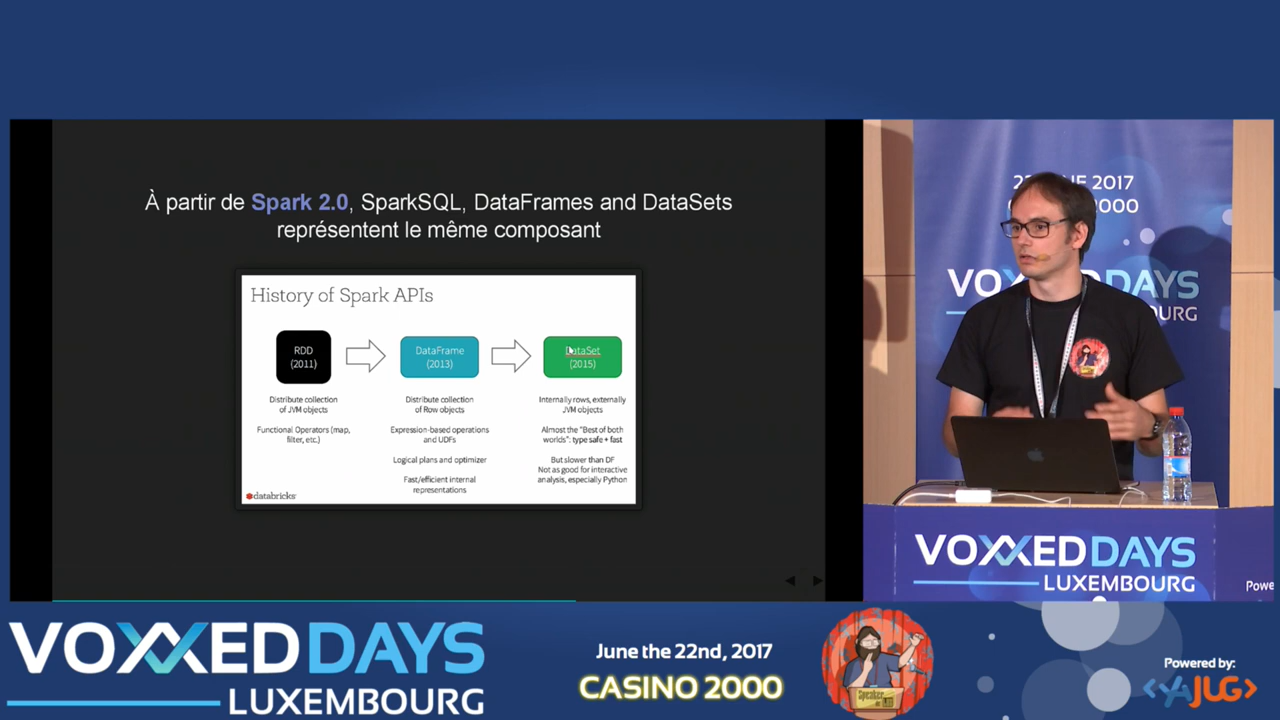 À partir de Spark 2.0, SparkSQL, DataFrames and DataSets
représentent le même composant
History of Spark APIs
RDD
(2011)
DataFrame
(2013)
DataSet
(2015)
Distribute collection
of JVM objects
Functional Operators (map,
filter, etc.)
Distribute collection
of Row objects
Expression-based operations
and UDFs
Logical plans and optimizer
Fast/efficient internal
representations
Internally rows, externally
JVM objects
Almost the "Best of both
worlds": type safe + fast
But slower than DF
Not as good for interactive
analysis, especially Python
databricks
2017
2000
VOXXED DAYS
URG
VOXXED DAYS
LUXEMBOURG
Powe
VOXXED DAYS
LUXEMBOURG
June the 22nd, 2017
CASINO 2000
Speaker
Powered by:
YAJUG